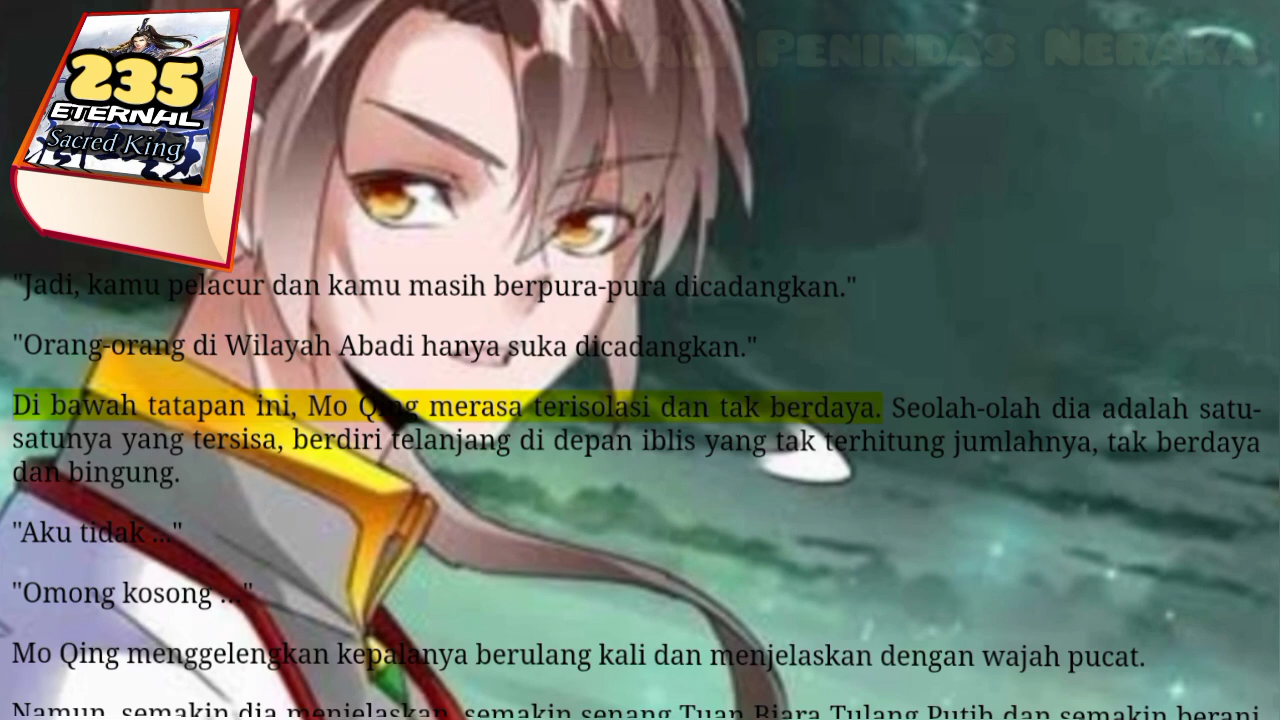 235
ETERNAL
Sacred King
PENINDAS NERAKA
"Jadi, kamu pelacur dan kamu masih berpura-pura dicadangkan."
"Orang-orang di Wilayah Abadi hanya suka dicadangkan."
Di bawah tatapan ini, Mo Qing merasa terisolasi dan tak berdaya. Seolah-olah dia adalah satu-
satunya yang tersisa, berdiri telanjang di depan iblis yang tak terhitung jumlahnya, tak berdaya
dan bingung.
"Aku tidak ..."
"Omong kosong ..."
Mo Qing menggelengkan kepalanya berulang kali dan menjelaskan dengan wajah pucat.
Namun, semakin dia menjelaskan, semakin senang Tuan Biara Tulang Putih dan semakin berani